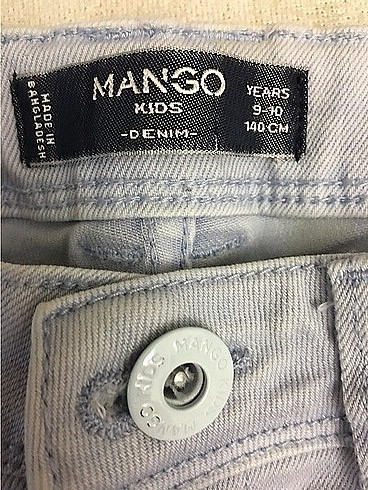 MANGO
KIDS
-DENIM-
MADE IN
BANGLADESH
YEARS
9-10
140 CM
KIDS MANGO